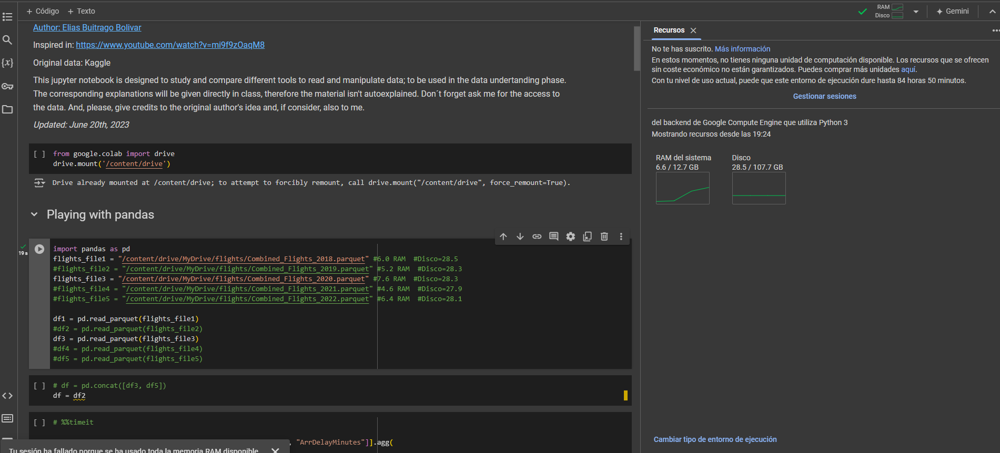 + Código + Texto
RAM
Disco
Gemini
Author: Elias Buitrago Bolivar
Inspired in: https://www.youtube.com/watch?v=mi9f9zOaqM8
Original data: Kaggle
This jupyter notebook is designed to study and compare different tools to read and manipulate data; to be used in the data undertanding phase.
The corresponding explanations will be given directly in class, therefore the material isn't autoexplained. Don´t forget ask me for the access to
the data. And, please, give credits to the original author's idea and, if consider, also to me.
Updated: June 20th, 2023
[ ] from google.colab import drive
drive.mount('/content/drive')
Drive already mounted at /content/drive; to attempt to forcibly remount, call drive.mount("/content/drive", force_remount=True).
Playing with pandas
19 s
import pandas as pd
flights_file1 = "/content/drive/MyDrive/flights/Combined_Flights_2018.parquet" #6.0 RAM #Disco=28.5
#flights_file2 = "/content/drive/MyDrive/flights/Combined_Flights_2019.parquet" #5.2 RAM #Disco=28.3
flights_file3 = "/content/drive/MyDrive/flights/Combined_Flights_2020.parquet" #7.6 RAM #Disco=28.3
#flights_file4 = "/content/drive/MyDrive/flights/Combined_Flights_2021.parquet" #4.6 RAM #Disco=27.9
#flights_file5 = "/content/drive/MyDrive/flights/Combined_Flights_2022.parquet" #6.4 RAM #Disco=28.1
df1 = pd.read_parquet(flights_file1)
#df2 = pd.read_parquet(flights_file2)
df3 = pd.read_parquet(flights_file3)
#df4 = pd.read_parquet(flights_file4)
#df5 = pd.read_parquet(flights_file5)
[ ] # df = pd.concat([df3, df5])
df = df2
[ ] # %%timeit
, "ArrDelayMinutes"]].agg(
Tu sesión ha fallado porque se ha usado toda la memoria RAM disponible
Recursos
No te has suscrito. Más información
En estos momentos, no tienes ninguna unidad de computación disponible. Los recursos que se ofrecen
sin coste económico no están garantizados. Puedes comprar más unidades aquí.
Con tu nivel de uso actual, puede que este entorno de ejecución dure hasta 84 horas 50 minutos.
Gestionar sesiones
del backend de Google Compute Engine que utiliza Python 3
Mostrando recursos desde las 19:24
RAM del sistema
6.6 / 12.7 GB
Disco
28.5 / 107.7 GB
Cambiar tipo de entorno de ejecución